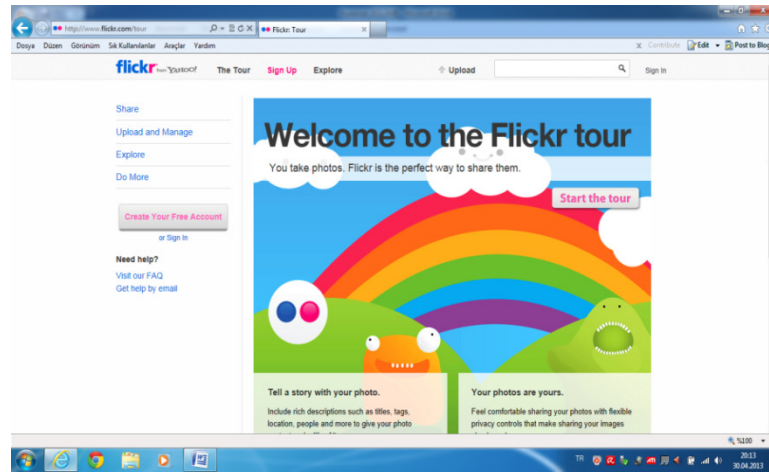 http://www.flickr.com/tour
Flickr: Tour
Dosya Düzen Görünüm Sık Kullanılanlar Araçlar Yardım
x Contribute Edit Post to Blog
flickr from YAHOO! The Tour Sign Up Explore Upload Sign In
Share
Upload and Manage
Explore
Do More
Create Your Free Account
or Sign In
Need help?
Visit our FAQ
Get help by email
Welcome to the Flickr tour
You take photos. Flickr is the perfect way to share them.
Start the tour
Tell a story with your photo.
Include rich descriptions such as titles, tags,
location, people and more to give your photo
Your photos are yours.
Feel comfortable sharing your photos with flexible
privacy controls that make sharing your images
%100
TR
20:13
30.04.2013